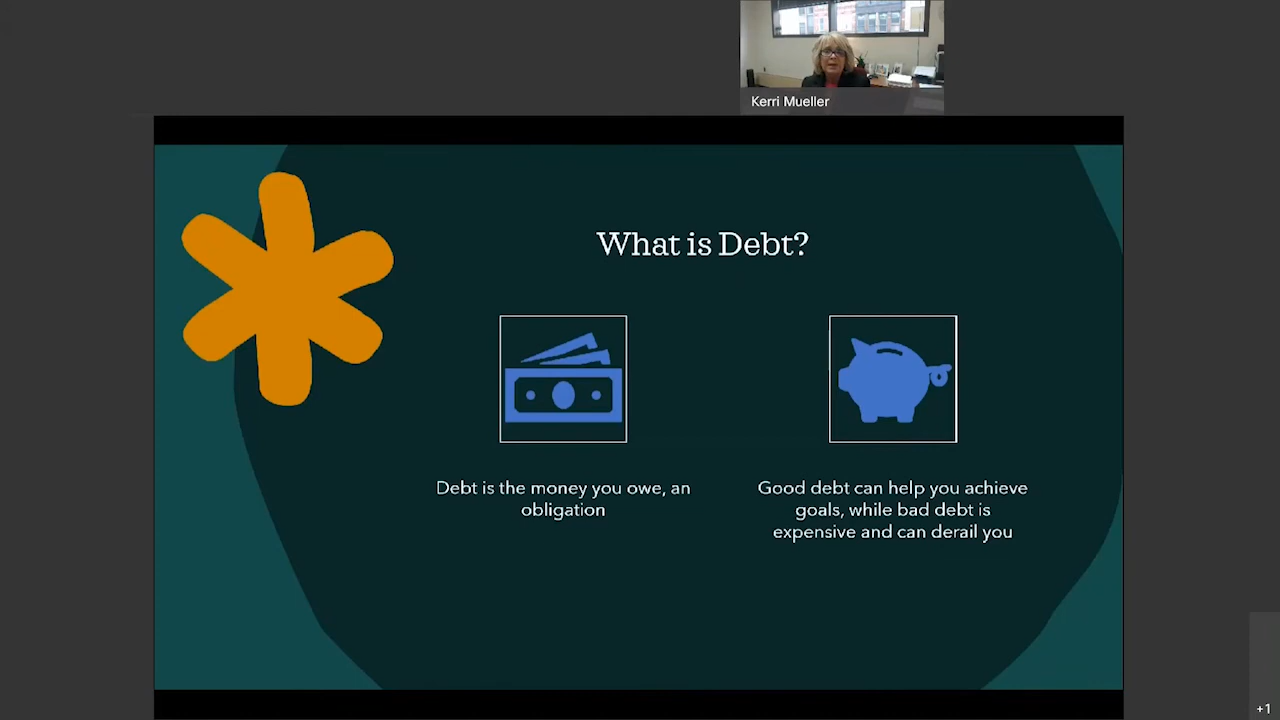 Kerri Mueller
What is Debt?
Debt is the money you owe, an
obligation
Good debt can help you achieve
goals, while bad debt is
expensive and can derail you
+1